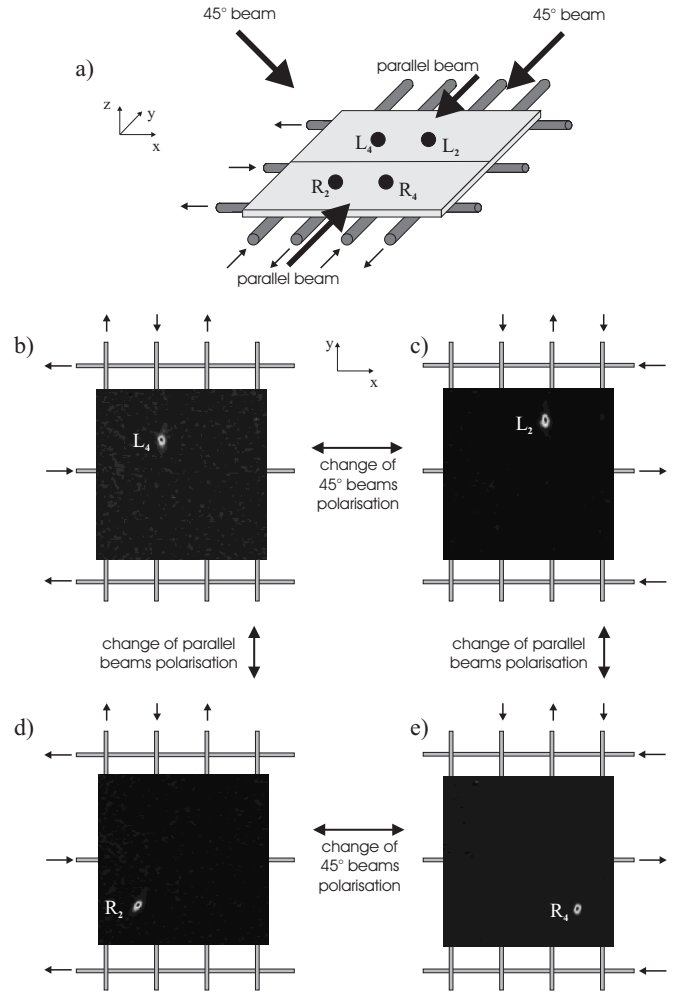 45° beam
45° beam
a)
parallel beam
z
y
x
L4
L2
R2
R4
parallel beam
b)
y
x
c)
L4
L2
change of
45° beams
polarisation
change of parallel
beams polarisation
change of parallel
beams polarisation
d)
e)
change of
45° beams
polarisation
R2
R4